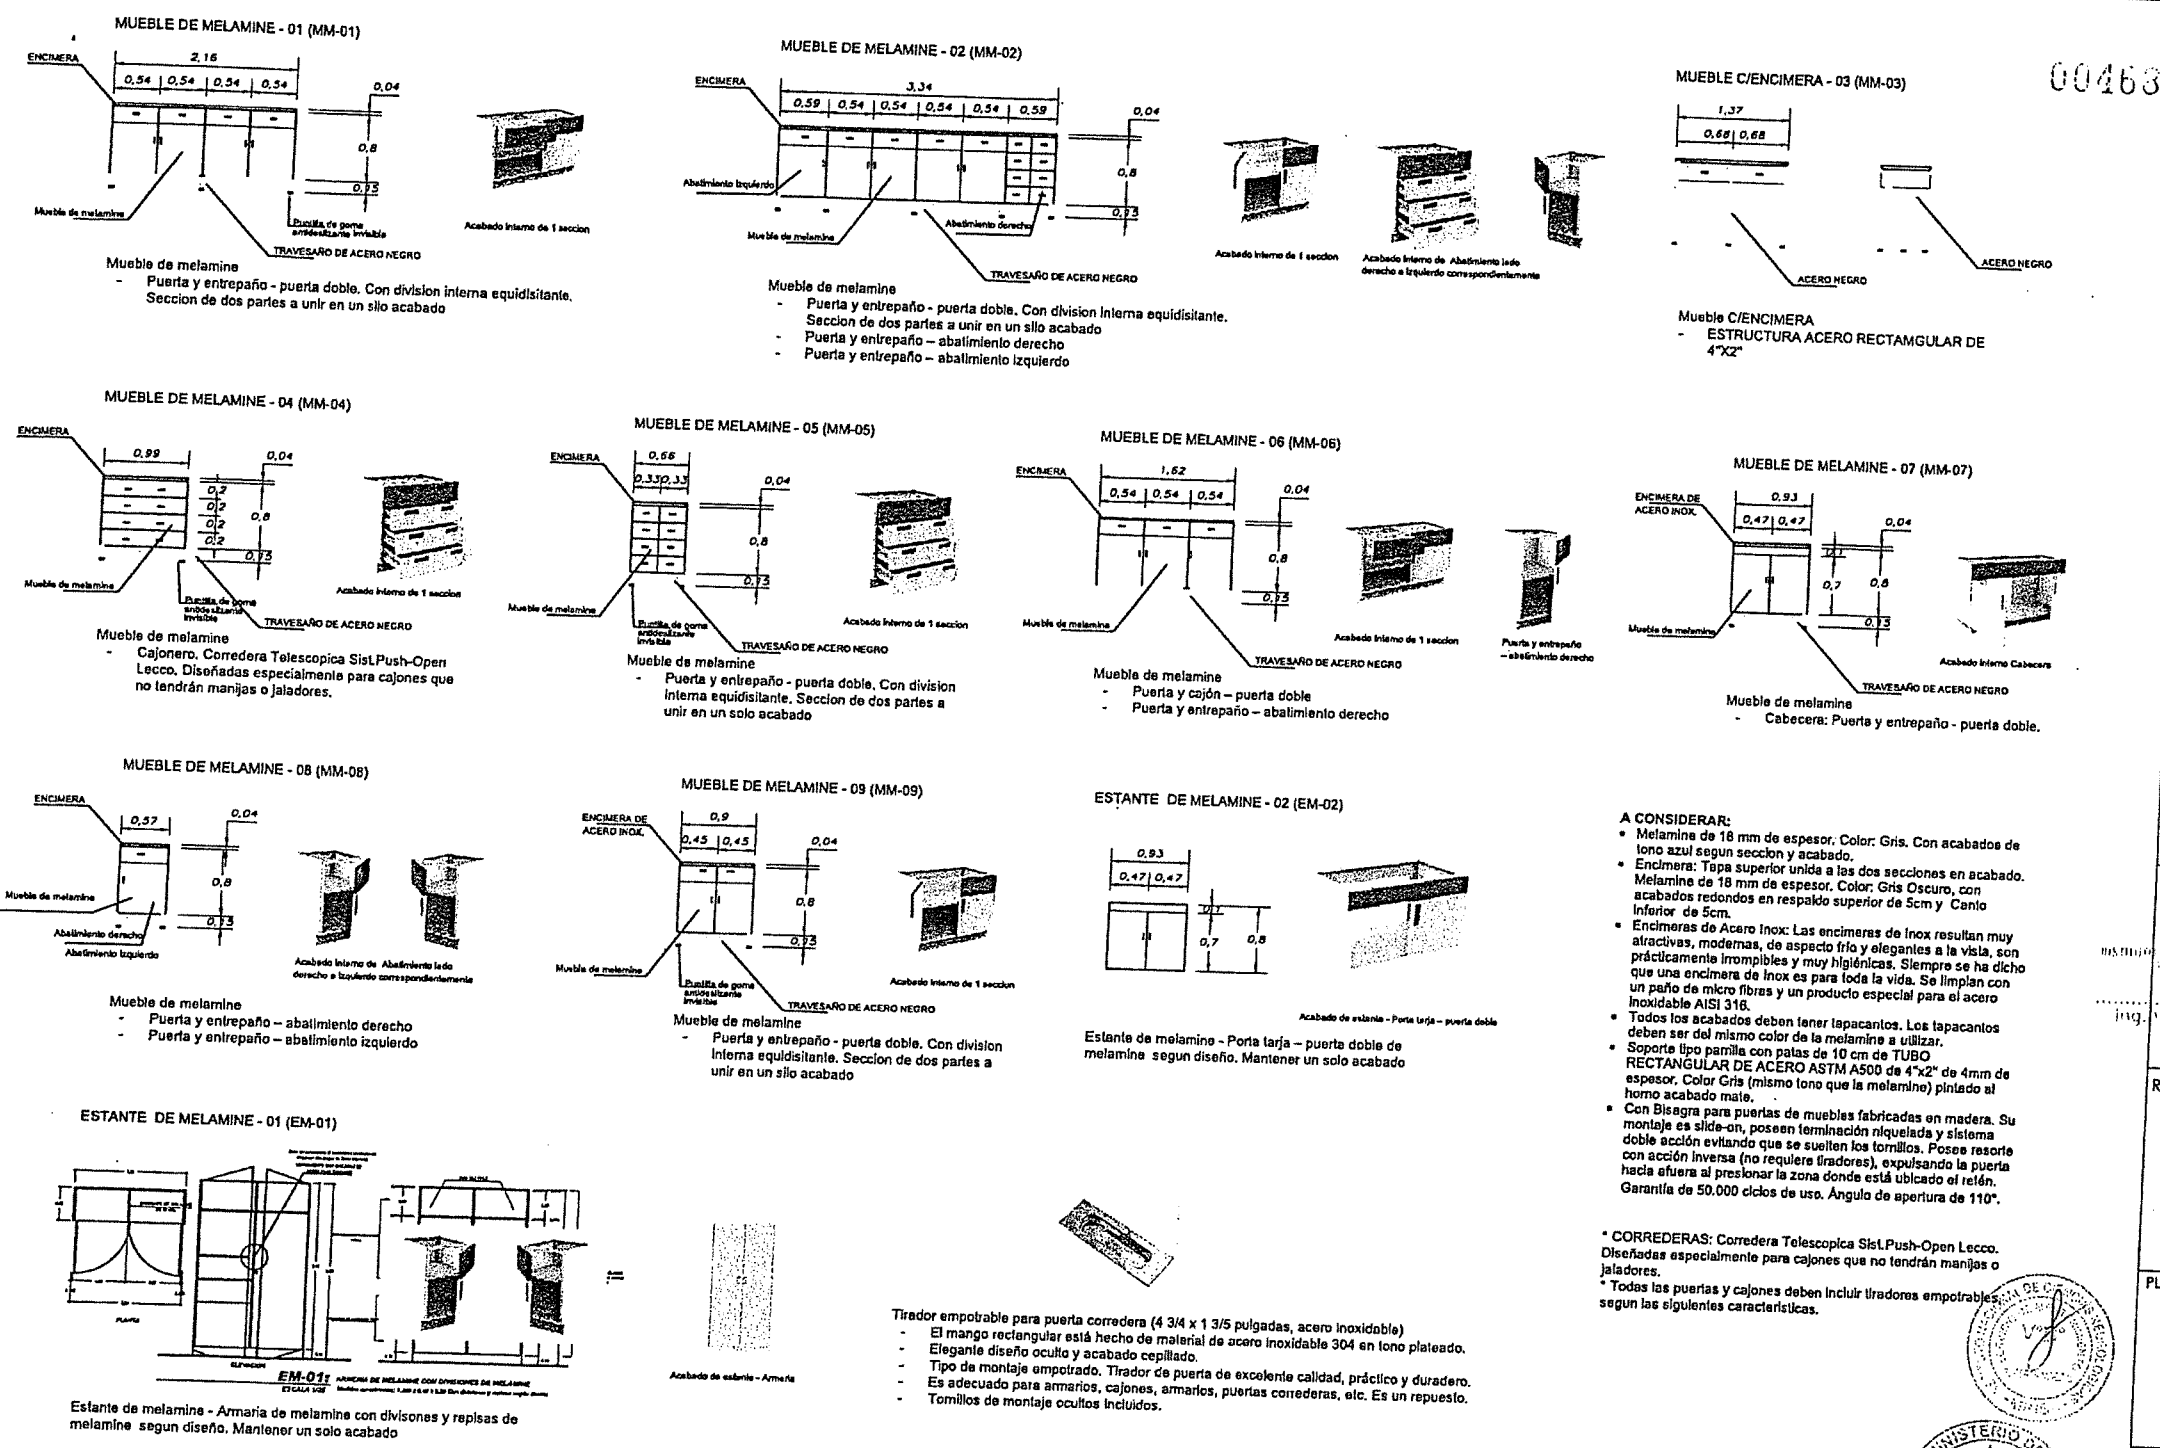 MUEBLE DE MELAMINE - 01 (MM-01)
ENCIMERA
2,16
0,54 0,54 0,54 0,54
0,04
0,8
0,15
Mueble de melamine
Puntilla de goma
antideslizante invisible
TRAVESAÑO DE ACERO NEGRO
Acabado interno de 1 seccion
Mueble de melamine
- Puerta y entrepaño - puerta doble. Con division interna equidisitante.
Seccion de dos partes a unir en un silo acabado
MUEBLE DE MELAMINE - 02 (MM-02)
ENCIMERA
3,34
0,59 0,54 0,54 0,54 0,54 0,59
0,04
0,8
0,15
Abatimiento izquierdo
Mueble de melamine
Abatimiento derecho
TRAVESAÑO DE ACERO NEGRO
Acabado interno de 1 seccion
Acabado interno de Abatimiento lado
derecho e izquierdo correspondientemente
Mueble de melamine
- Puerta y entrepaño - puerta doble. Con division interna equidisitante.
Seccion de dos partes a unir en un silo acabado
- Puerta y entrepaño – abatimiento derecho
- Puerta y entrepaño – abatimiento izquierdo
MUEBLE C/ENCIMERA - 03 (MM-03)
00463
1,37
0,68 0,68
ACERO NEGRO
ACERO NEGRO
Mueble C/ENCIMERA
- ESTRUCTURA ACERO RECTAMGULAR DE
4"X2"
MUEBLE DE MELAMINE - 04 (MM-04)
ENCIMERA
0,99
0,04
0,2
0,2
0,2
0,2
0,8
0,15
Mueble de melamine
Puntilla de goma
antideslizante
invisible
TRAVESAÑO DE ACERO NEGRO
Acabado interno de 1 seccion
Mueble de melamine
- Cajonero. Corredera Telescopica Sist.Push-Open
Lecco. Diseñadas especialmente para cajones que
no tendrán manijas o jaladores.
MUEBLE DE MELAMINE - 05 (MM-05)
ENCIMERA
0,66
0,33 0,33
0,04
0,8
0,15
Mueble de melamine
Puntilla de goma
antideslizante
invisible
TRAVESAÑO DE ACERO NEGRO
Acabado interno de 1 seccion
Mueble de melamine
- Puerta y entrepaño - puerta doble. Con division
interna equidisitante. Seccion de dos partes a
unir en un solo acabado
MUEBLE DE MELAMINE - 06 (MM-06)
ENCIMERA
1,62
0,54 0,54 0,54
0,04
0,8
0,15
Mueble de melamine
TRAVESAÑO DE ACERO NEGRO
Acabado interno de 1 seccion
Puerta y entrepaño
– abatimiento derecho
Mueble de melamine
- Puerta y cajón – puerta doble
- Puerta y entrepaño – abatimiento derecho
MUEBLE DE MELAMINE - 07 (MM-07)
ENCIMERA DE
ACERO INOX.
0,93
0,47 0,47
0,04
0,1
0,7
0,8
0,15
Mueble de melamine
TRAVESAÑO DE ACERO NEGRO
Acabado interno Cabecera
Mueble de melamine
- Cabecera: Puerta y entrepaño - puerta doble.
MUEBLE DE MELAMINE - 08 (MM-08)
ENCIMERA
0,57
0,04
0,8
0,15
Mueble de melamine
Abatimiento derecho
Abatimiento izquierdo
Acabado interno de Abatimiento lado
derecho e izquierdo correspondientemente
Mueble de melamine
- Puerta y entrepaño – abatimiento derecho
- Puerta y entrepaño – abatimiento izquierdo
MUEBLE DE MELAMINE - 09 (MM-09)
ENCIMERA DE
ACERO INOX.
0,9
0,45 0,45
0,04
0,8
0,15
Mueble de melamine
Puntilla de goma
antideslizante
invisible
TRAVESAÑO DE ACERO NEGRO
Acabado interno de 1 seccion
Mueble de melamine
- Puerta y entrepaño - puerta doble. Con division
interna equidisitante. Seccion de dos partes a
unir en un silo acabado
ESTANTE DE MELAMINE - 02 (EM-02)
0,93
0,47 0,47
0,1
0,7
0,8
Acabado de estante - Porta tarja – puerta doble
Estante de melamine - Porta tarja – puerta doble de
melamine segun diseño. Mantener un solo acabado
A CONSIDERAR:
• Melamine de 18 mm de espesor. Color: Gris. Con acabados de
tono azul segun seccion y acabado.
• Encimera: Tapa superior unida a las dos secciones en acabado.
Melamine de 18 mm de espesor. Color: Gris Oscuro, con
acabados redondos en respaldo superior de 5cm y Canto
Inferior de 5cm.
• Encimeras de Acero Inox: Las encimeras de inox resultan muy
atractivas, modernas, de aspecto frío y elegantes a la vista, son
prácticamente irrompibles y muy higiénicas. Siempre se ha dicho
que una encimera de inox es para toda la vida. Se limpian con
un paño de micro fibras y un producto especial para el acero
inoxidable AISI 316.
• Todos los acabados deben tener tapacantos. Los tapacantos
deben ser del mismo color de la melamine a utilizar.
• Soporte tipo parrilla con patas de 10 cm de TUBO
RECTANGULAR DE ACERO ASTM A500 de 4"x2" de 4mm de
espesor. Color Gris (mismo tono que la melamine) pintado al
horno acabado mate.
• Con Bisagra para puertas de muebles fabricadas en madera. Su
montaje es slide-on, poseen terminación niquelada y sistema
doble acción evitando que se suelten los tornillos. Posee resorte
con acción inversa (no requiere tiradores), expulsando la puerta
hacia afuera al presionar la zona donde está ubicado el retén.
Garantía de 50.000 ciclos de uso. Ángulo de apertura de 110°.
* CORREDERAS: Corredera Telescopica Sist.Push-Open Lecco.
Diseñadas especialmente para cajones que no tendrán manijas o
jaladores.
* Todas las puertas y cajones deben incluir tiradores empotrables,
segun las siguientes características.
ing.
ESTANTE DE MELAMINE - 01 (EM-01)
PLANTA
ELEVACION
EM-01: ARMERIA DE MELAMINE CON DIVISIONES DE MELAMINE
ESCALA 1/25
Acabado de estante - Armeria
Estante de melamine - Armaria de melamine con divisones y repisas de
melamine segun diseño. Mantener un solo acabado
Tirador empotrable para puerta corredera (4 3/4 x 1 3/5 pulgadas, acero inoxidable)
- El mango rectangular está hecho de material de acero inoxidable 304 en tono plateado.
- Elegante diseño oculto y acabado cepillado.
- Tipo de montaje empotrado. Tirador de puerta de excelente calidad, práctico y duradero.
- Es adecuado para armarios, cajones, armarios, puertas correderas, etc. Es un repuesto.
- Tornillos de montaje ocultos incluidos.